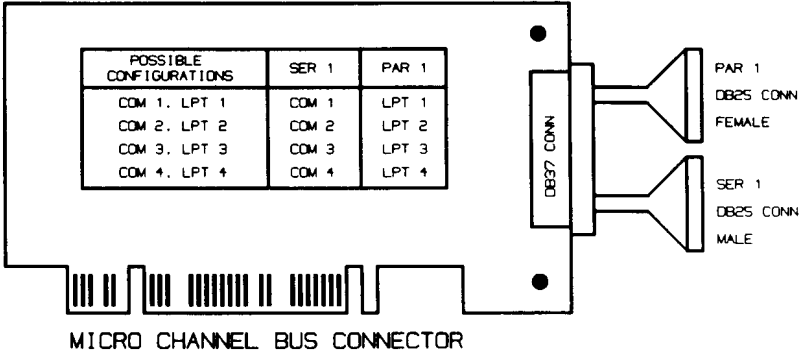 POSSIBLE CONFIGURATIONS SER 1 PAR 1
COM 1. LPT 1 COM 1 LPT 1
COM 2. LPT 2 COM 2 LPT 2
COM 3. LPT 3 COM 3 LPT 3
COM 4. LPT 4 COM 4 LPT 4
DB37 CONN
PAR 1
DB25 CONN
FEMALE
SER 1
DB25 CONN
MALE
MICRO CHANNEL BUS CONNECTOR